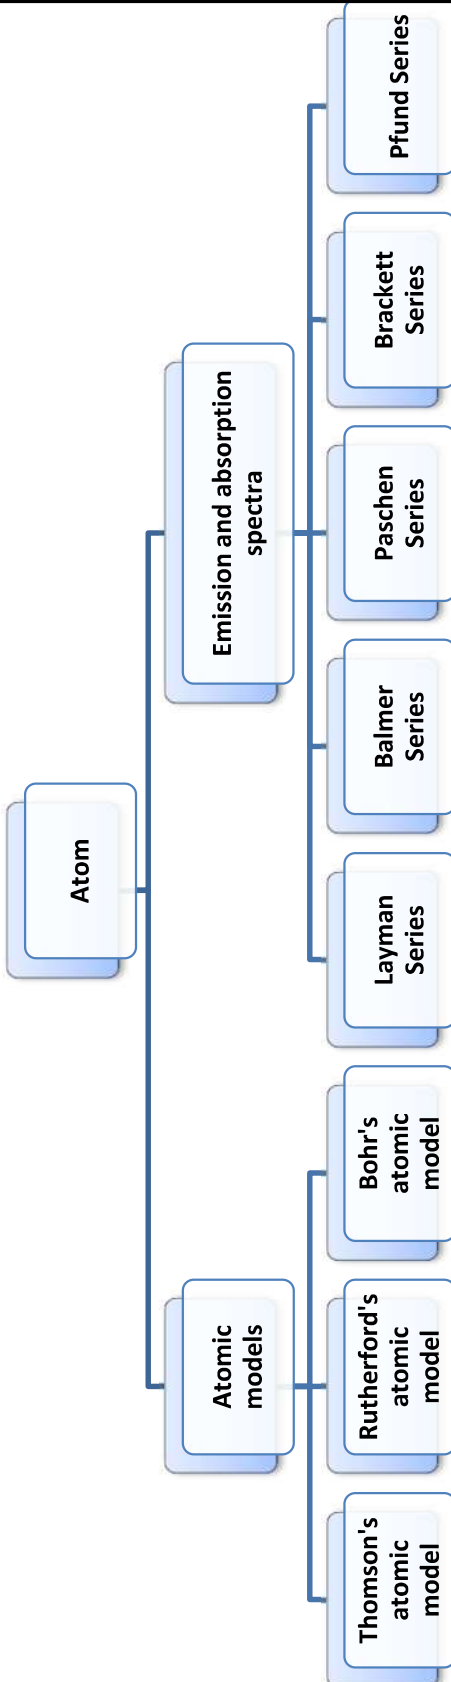 Atom
Atomic
models
Emission and absorption
spectra
Thomson's
atomic
model
Rutherford's
atomic
model
Bohr's
atomic
model
Layman
Series
Balmer
Series
Paschen
Series
Brackett
Series
Pfund Series